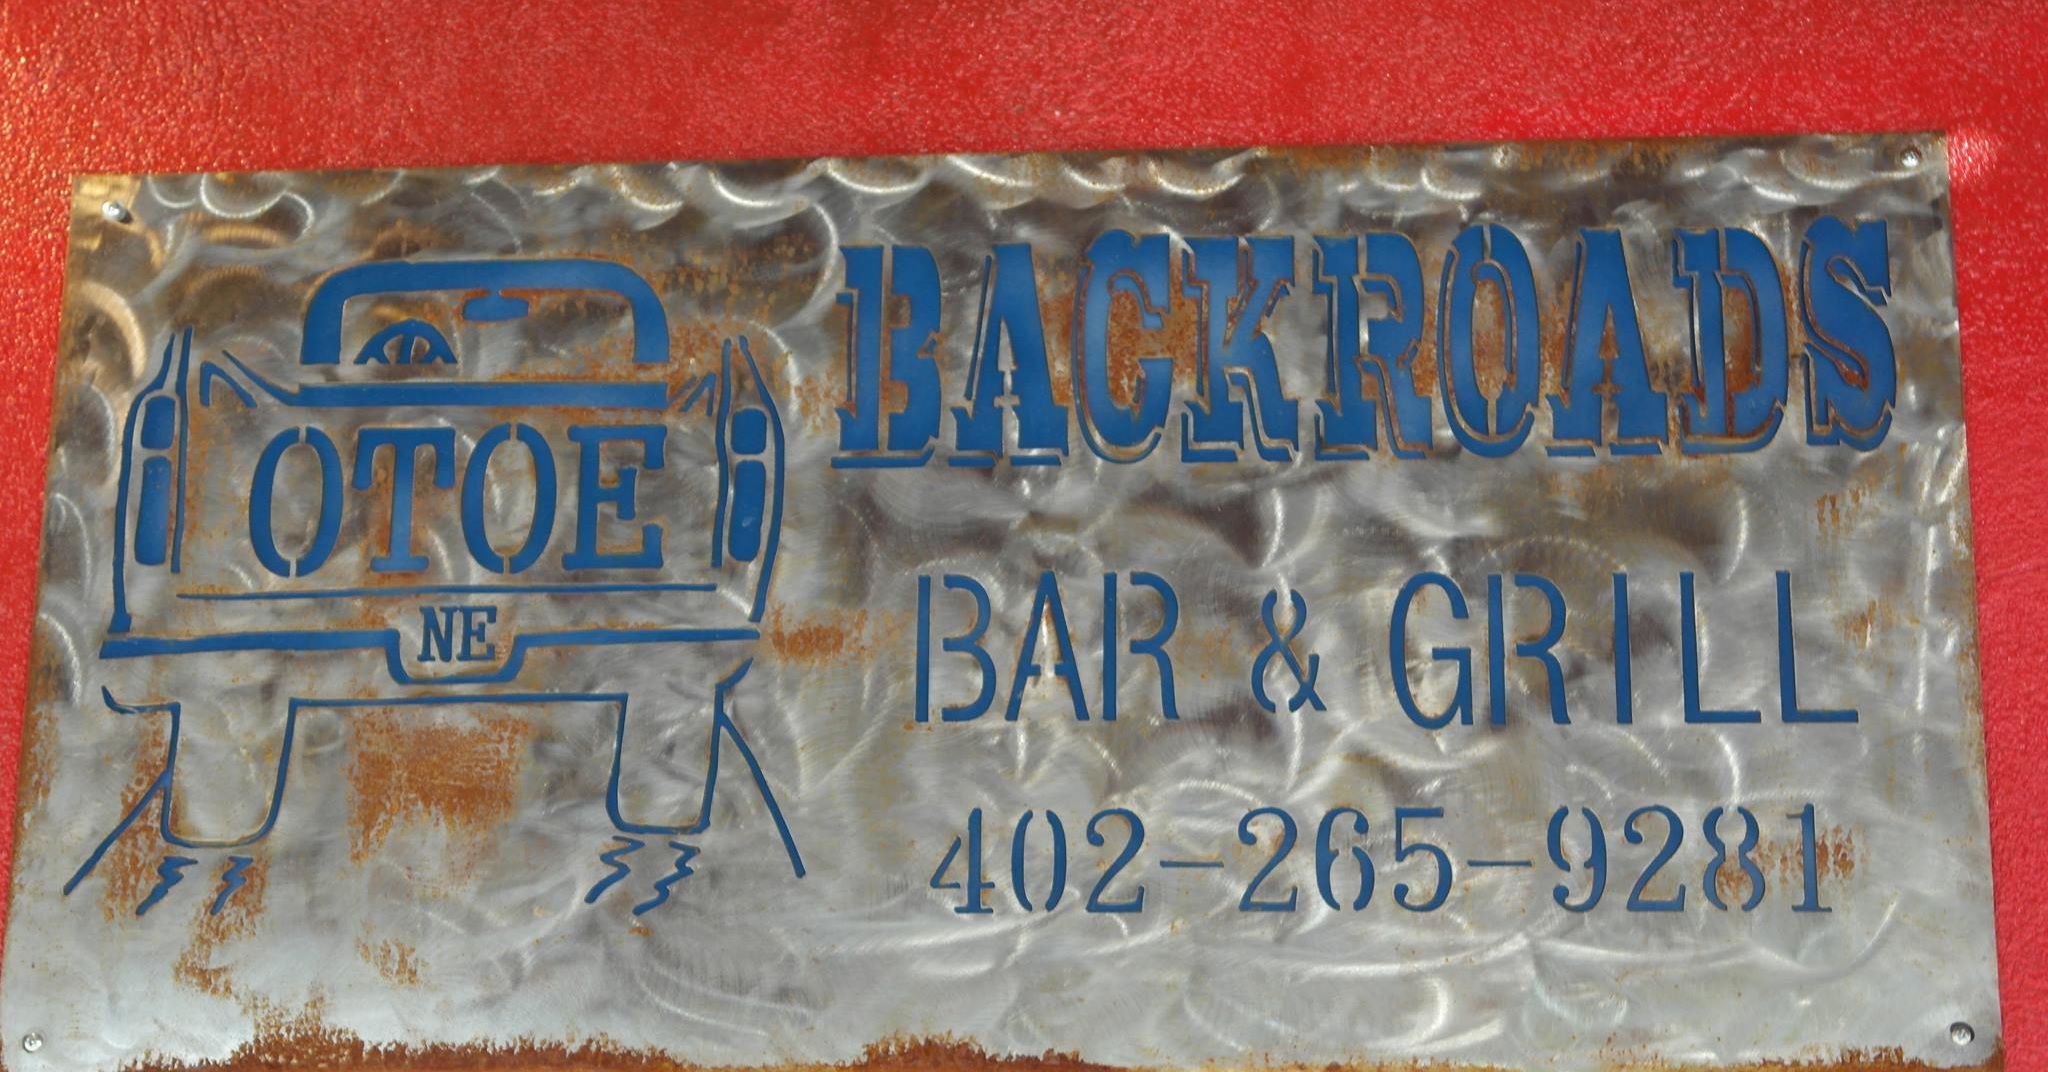 BACKROADS
OTOE
NE
BAR & GRILL
402-265-9281